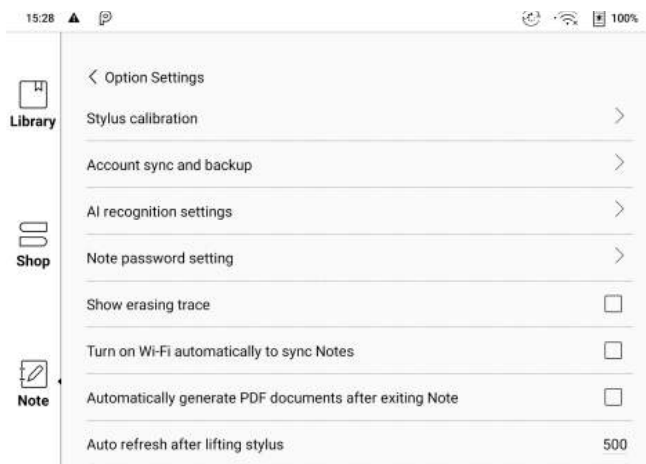 15:28 100%
Option Settings
Stylus calibration
Library
Account sync and backup
AI recognition settings
Shop
Note password setting
Show erasing trace
Turn on Wi-Fi automatically to sync Notes
Note
Automatically generate PDF documents after exiting Note
Auto refresh after lifting stylus 500